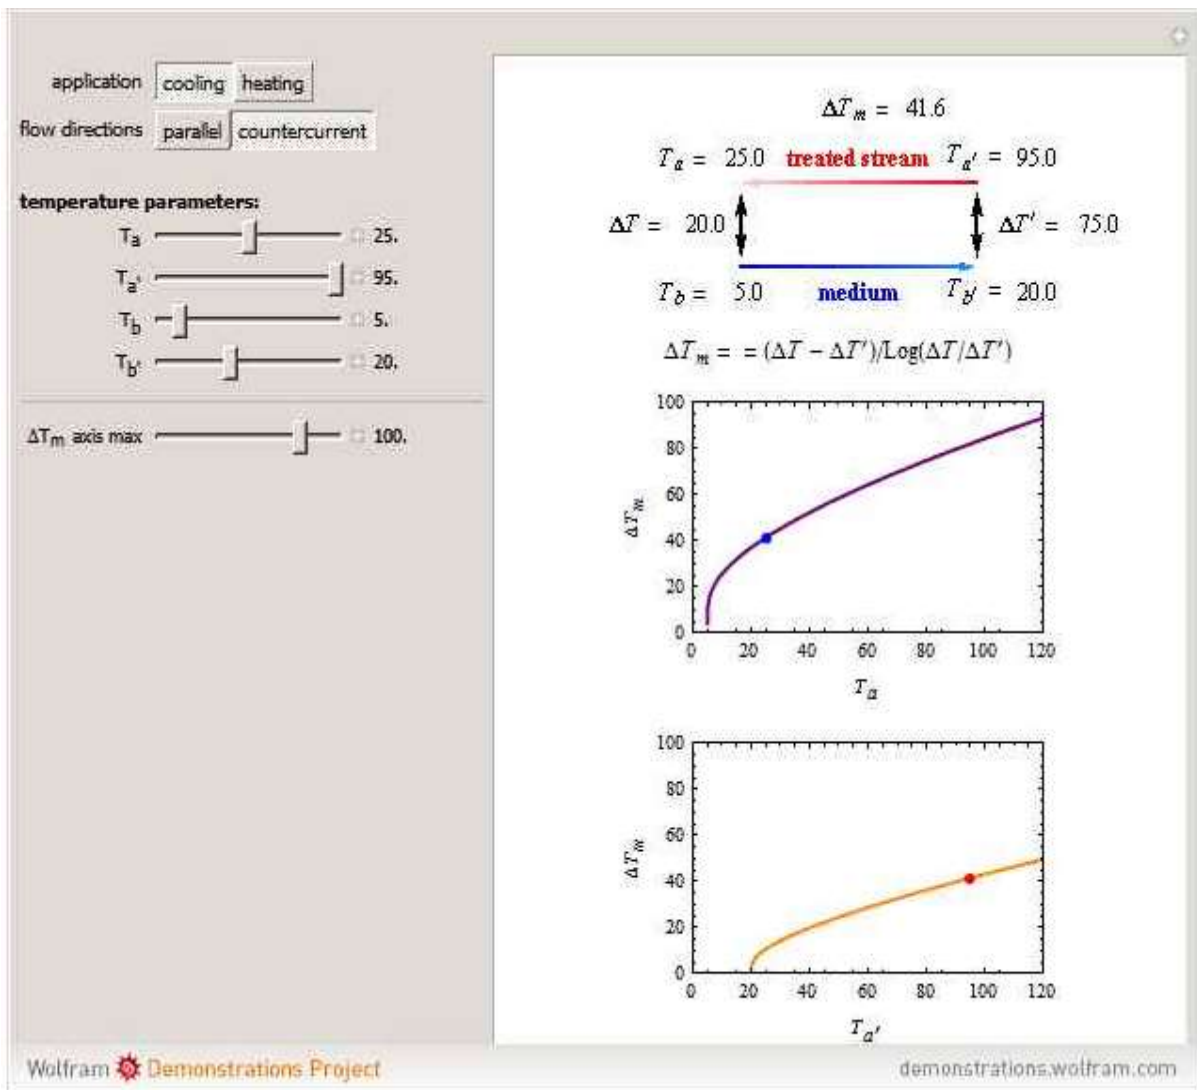 application cooling heating
flow directions parallel countercurrent
temperature parameters:
Ta 25.
Ta' 95.
Tb 5.
Tb' 20.
ΔTm axis max 100.
ΔTm = 41.6
Ta = 25.0 treated stream Ta' = 95.0
ΔT = 20.0 ΔT' = 75.0
Tb = 5.0 medium Tb' = 20.0
ΔTm = = (ΔT − ΔT')/Log(ΔT/ΔT')
100
80
60
40
20
0
ΔTm
0 20 40 60 80 100 120
Ta
100
80
60
40
20
0
ΔTm
0 20 40 60 80 100 120
Ta'
Wolfram Demonstrations Project
demonstrations.wolfram.com